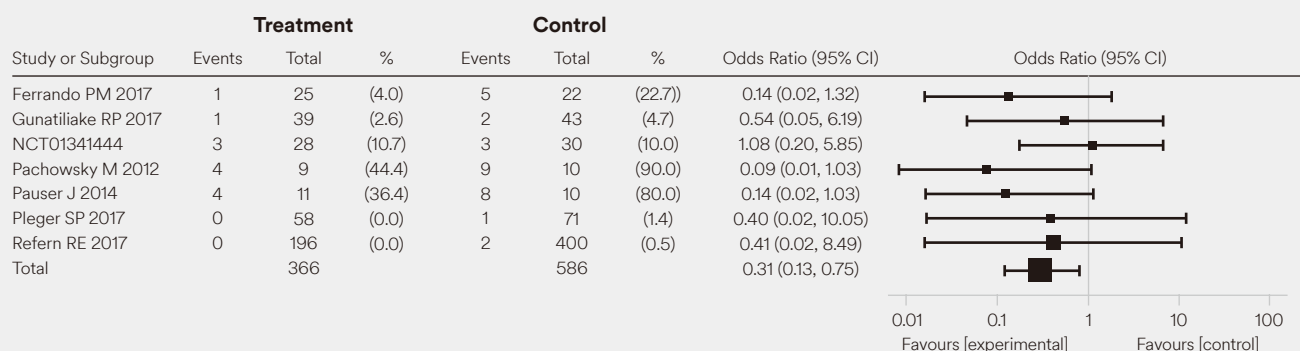 Treatment Control
Study or Subgroup Events Total % Events Total % Odds Ratio (95% CI) Odds Ratio (95% CI)
Ferrando PM 2017 1 25 (4.0) 5 22 (22.7)) 0.14 (0.02, 1.32)
Gunatiliake RP 2017 1 39 (2.6) 2 43 (4.7) 0.54 (0.05, 6.19)
NCT01341444 3 28 (10.7) 3 30 (10.0) 1.08 (0.20, 5.85)
Pachowsky M 2012 4 9 (44.4) 9 10 (90.0) 0.09 (0.01, 1.03)
Pauser J 2014 4 11 (36.4) 8 10 (80.0) 0.14 (0.02, 1.03)
Pleger SP 2017 0 58 (0.0) 1 71 (1.4) 0.40 (0.02, 10.05)
Refern RE 2017 0 196 (0.0) 2 400 (0.5) 0.41 (0.02, 8.49)
Total 366 586 0.31 (0.13, 0.75)
0.01 0.1 1 10 100
Favours [experimental] Favours [control]